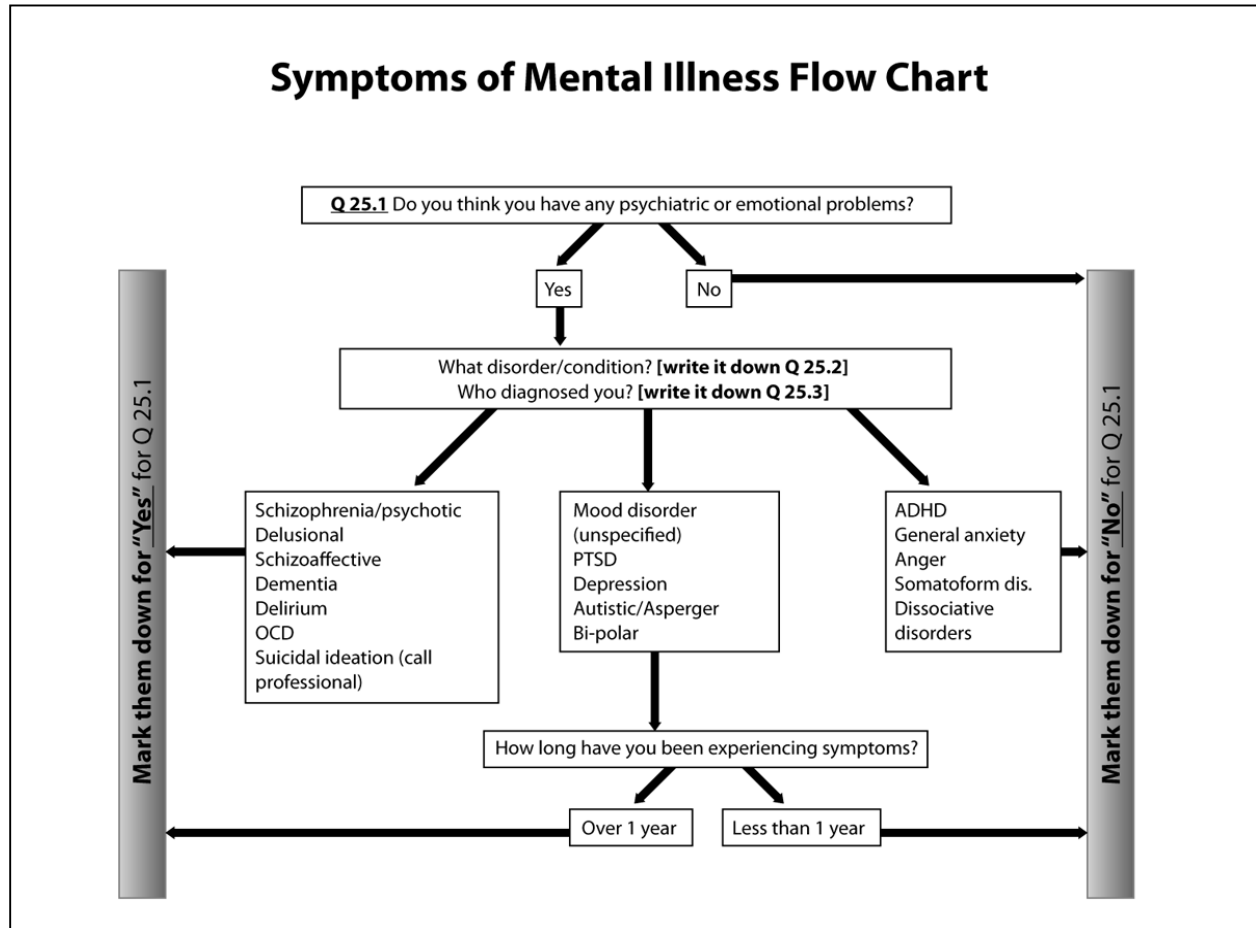 Symptoms of Mental Illness Flow Chart
Q 25.1 Do you think you have any psychiatric or emotional problems?
Yes
No
What disorder/condition? [write it down Q 25.2]
Who diagnosed you? [write it down Q 25.3]
Mark them down for "Yes" for Q 25.1
Schizophrenia/psychotic
Delusional
Schizoaffective
Dementia
Delirium
OCD
Suicidal ideation (call
professional)
Mood disorder
(unspecified)
PTSD
Depression
Autistic/Asperger
Bi-polar
ADHD
General anxiety
Anger
Somatoform dis.
Dissociative
disorders
Mark them down for "No" for Q 25.1
How long have you been experiencing symptoms?
Over 1 year
Less than 1 year